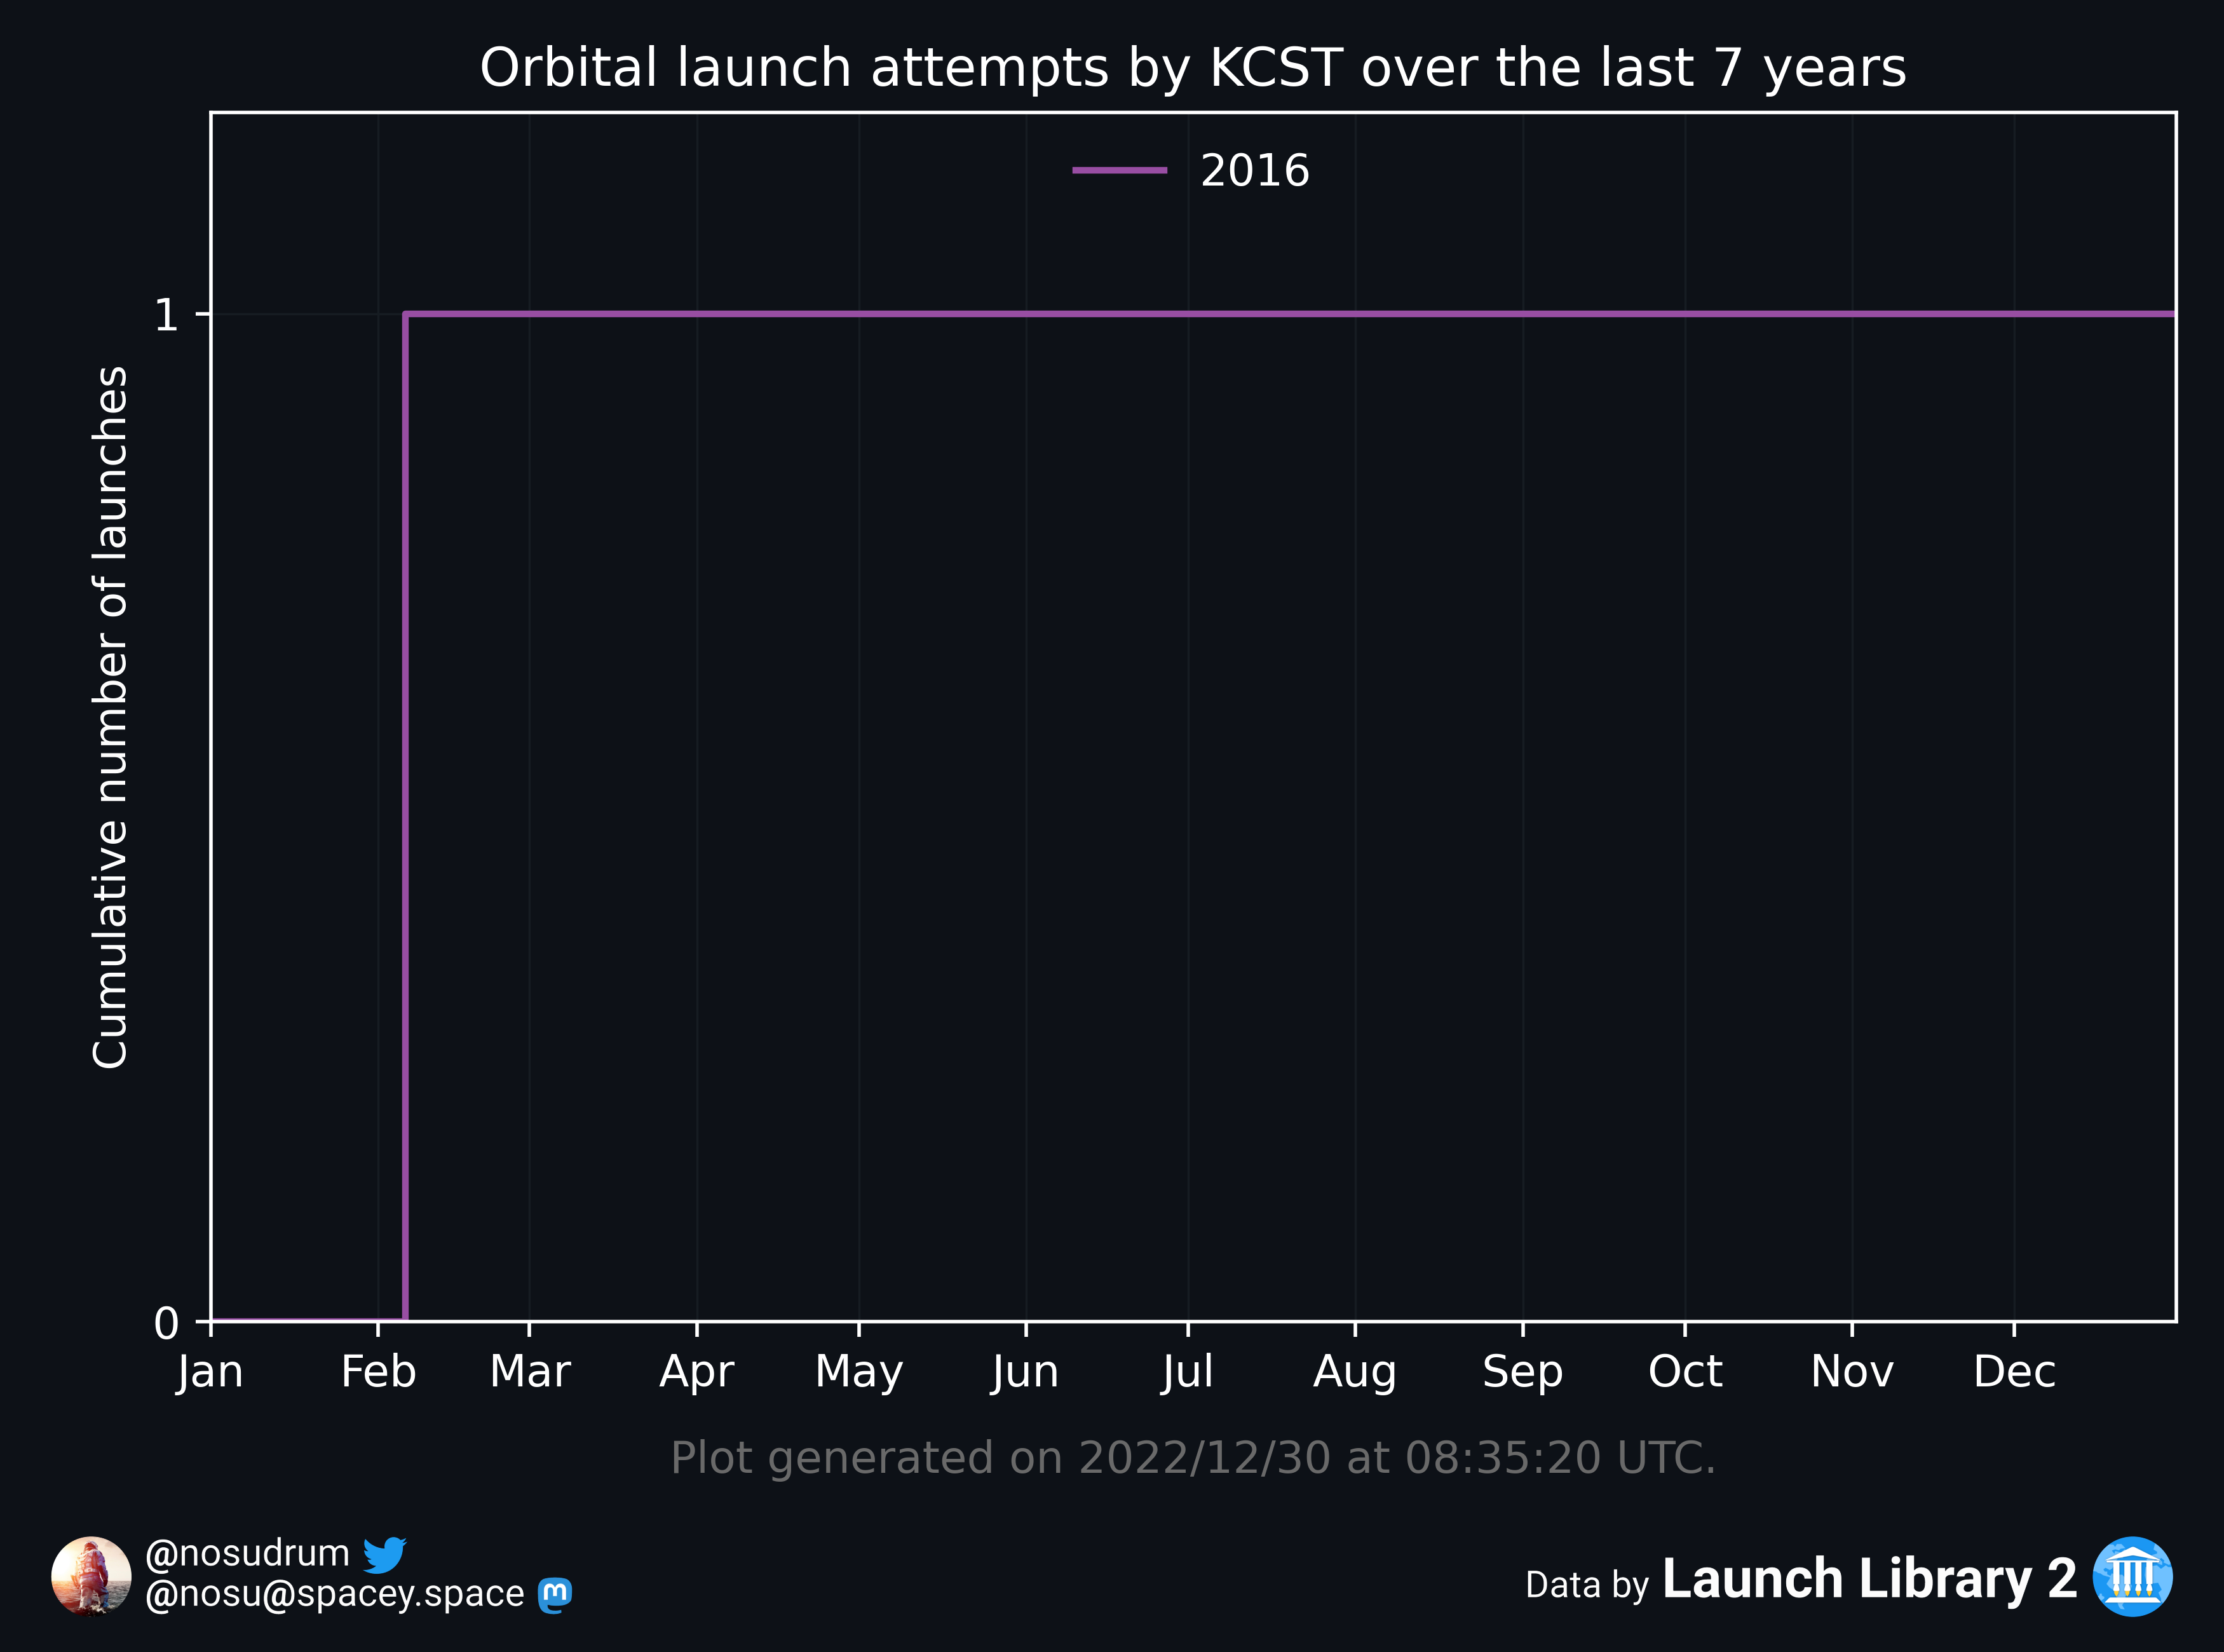 Orbital launch attempts by KCST over the last 7 years
2016
Cumulative number of launches
1
0
Jan Feb Mar Apr May Jun Jul Aug Sep Oct Nov Dec
Plot generated on 2022/12/30 at 08:35:20 UTC.
@nosudrum
@nosu@spacey.space
Data by Launch Library 2